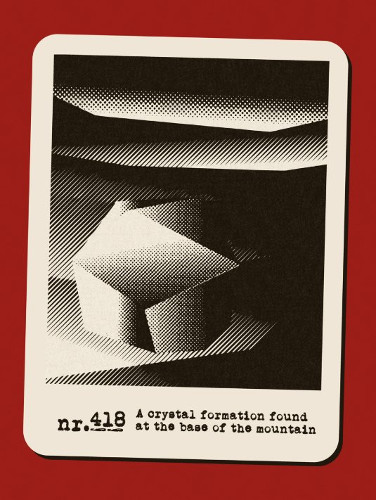 nr.418
A crystal formation found
at the base of the mountain